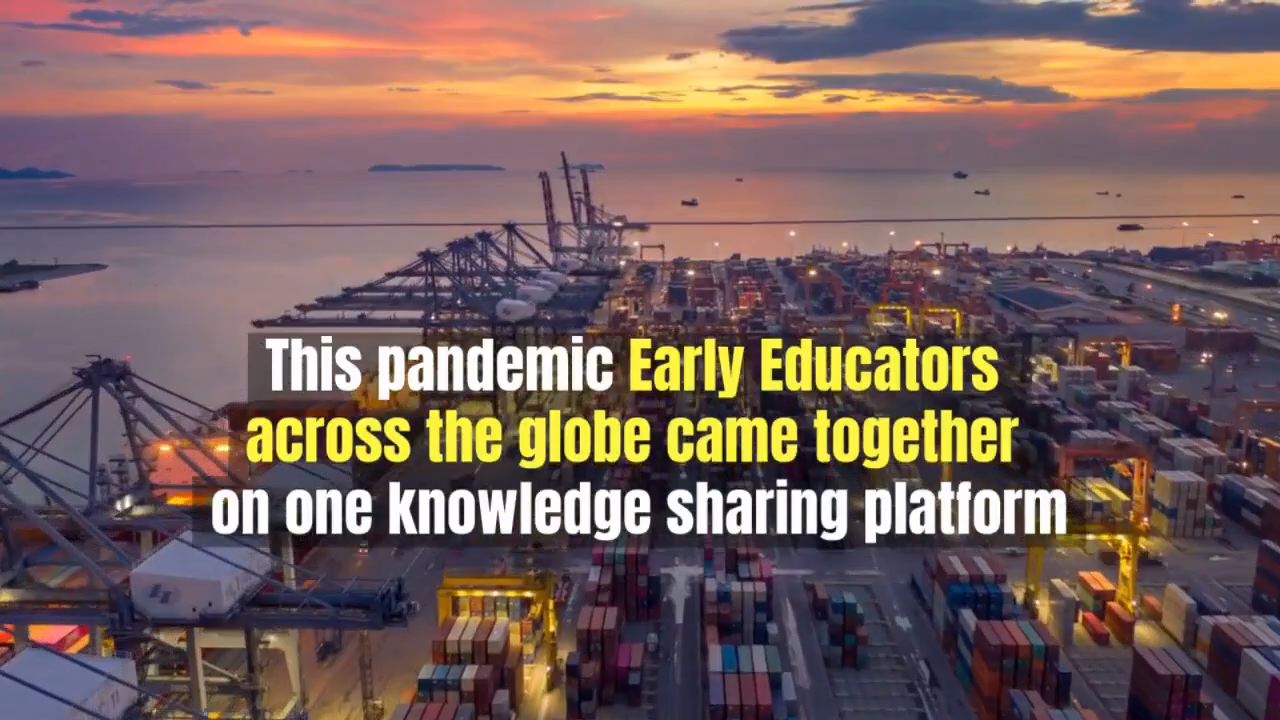 This pandemic Early Educators
across the globe came together
on one knowledge sharing platform